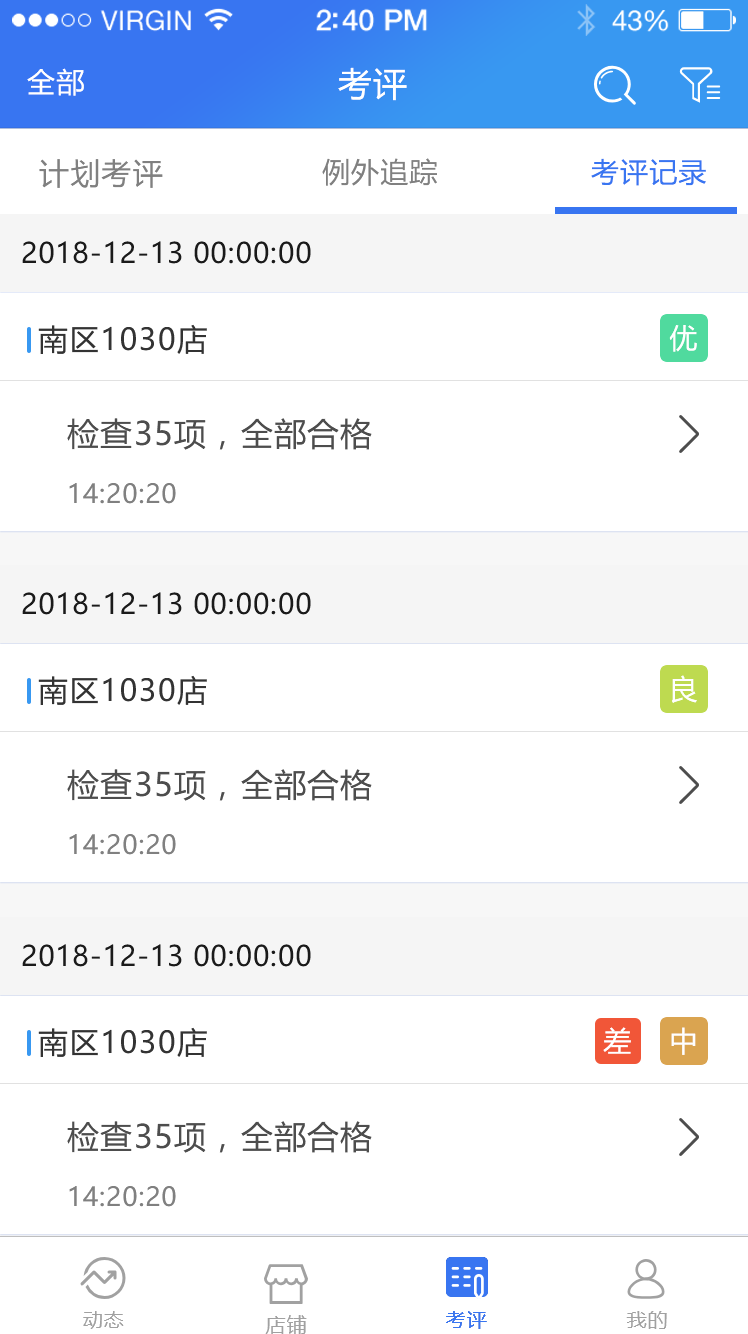 VIRGIN 2:40 PM 43%
全部 考评
计划考评 例外追踪 考评记录
2018-12-13 00:00:00
南区1030店 优
检查35项，全部合格
14:20:20
2018-12-13 00:00:00
南区1030店 良
检查35项，全部合格
14:20:20
2018-12-13 00:00:00
南区1030店 差 中
检查35项，全部合格
14:20:20
动态 店铺 考评 我的